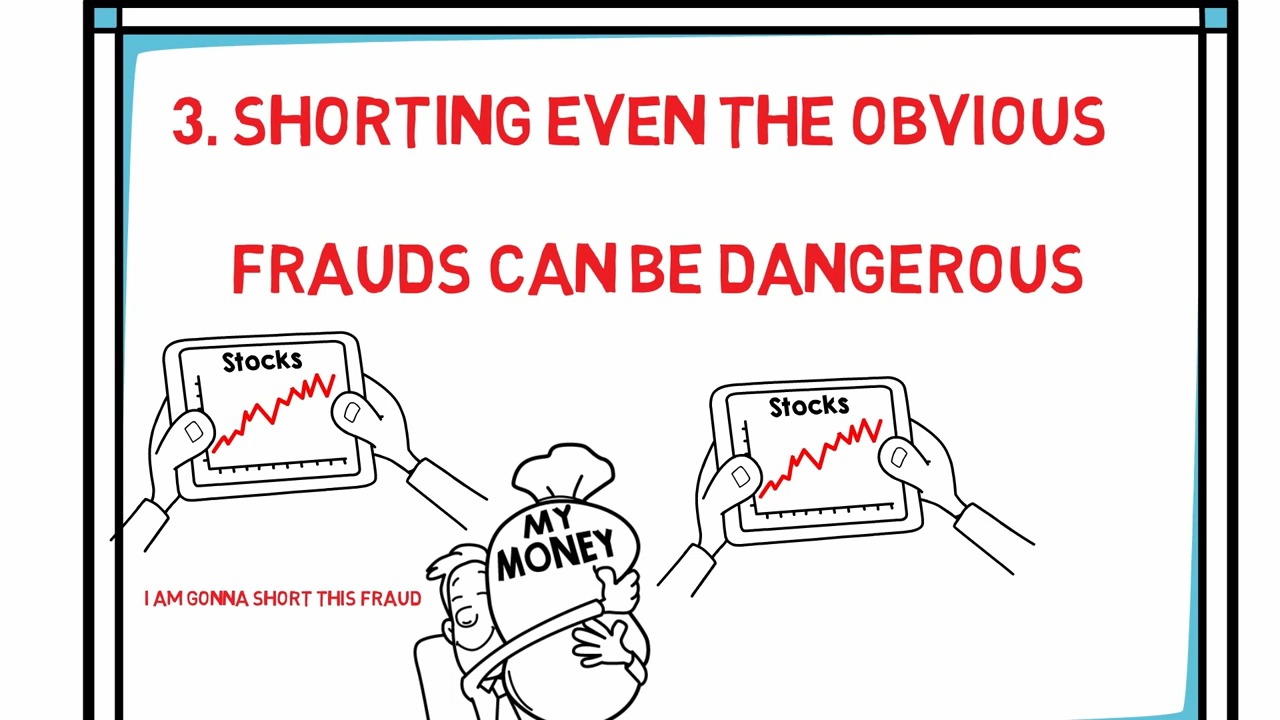 3. SHORTING EVEN THE OBVIOUS
FRAUDS CAN BE DANGEROUS
Stocks
Stocks
MY
MONEY
I AM GONNA SHORT THIS FRAUD